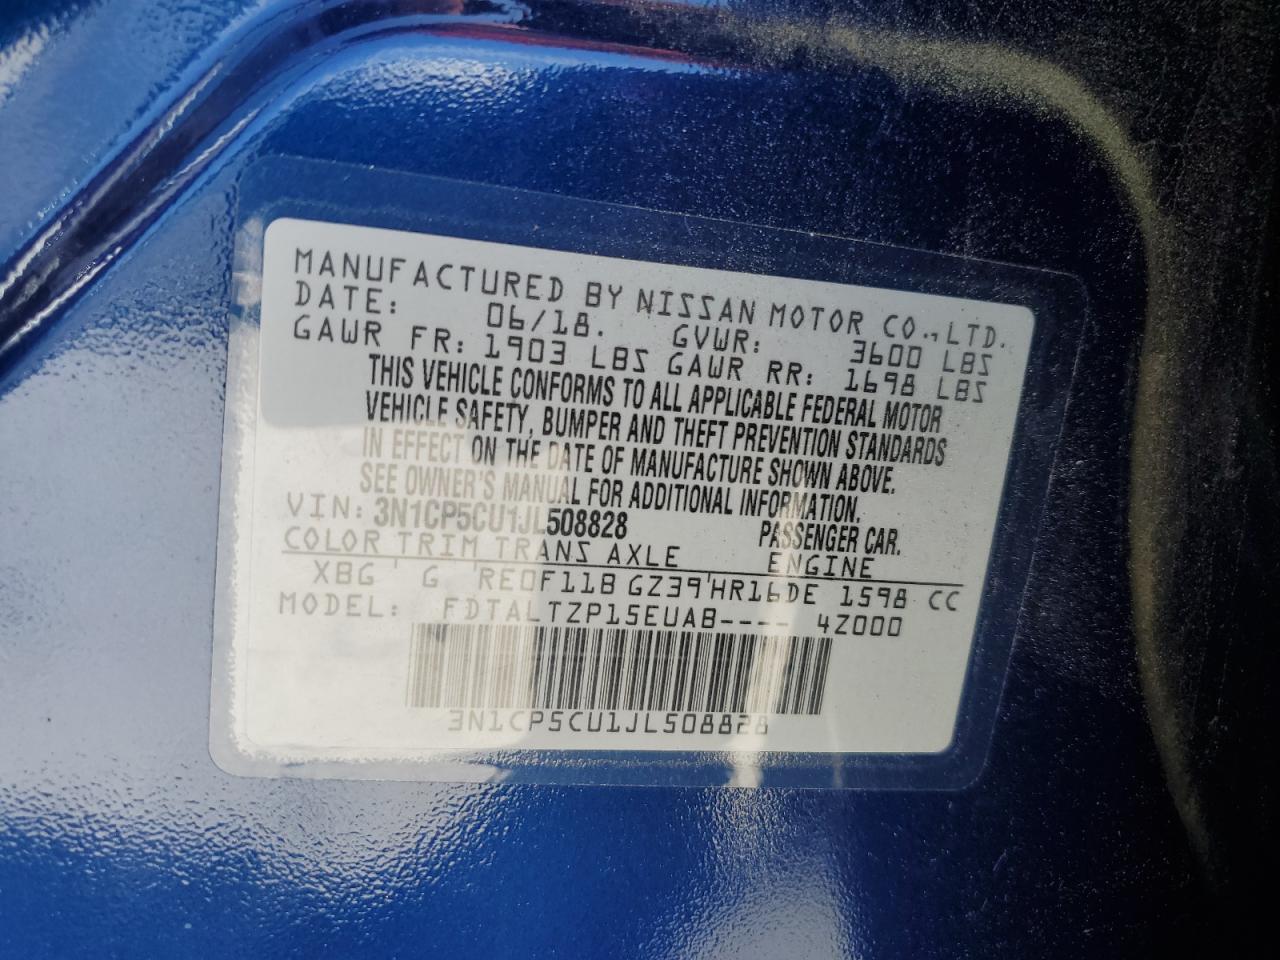 MANUFACTURED BY NISSAN MOTOR CO., LTD.
DATE: 06/18. GVWR: 3600 LBS
GAWR FR: 1903 LBS GAWR RR: 1698 LBS
THIS VEHICLE CONFORMS TO ALL APPLICABLE FEDERAL MOTOR
VEHICLE SAFETY, BUMPER AND THEFT PREVENTION STANDARDS
IN EFFECT ON THE DATE OF MANUFACTURE SHOWN ABOVE.
SEE OWNER'S MANUAL FOR ADDITIONAL INFORMATION.
VIN: 3N1CP5CU1JL508828 PASSENGER CAR.
COLOR TRIM TRANS AXLE ENGINE
XBG ' G 'RE0F11B GZ39'HR16DE 1598 CC
MODEL: FDTALTZP15EUAB---- 4Z000
3N1CP5CU1JL508828